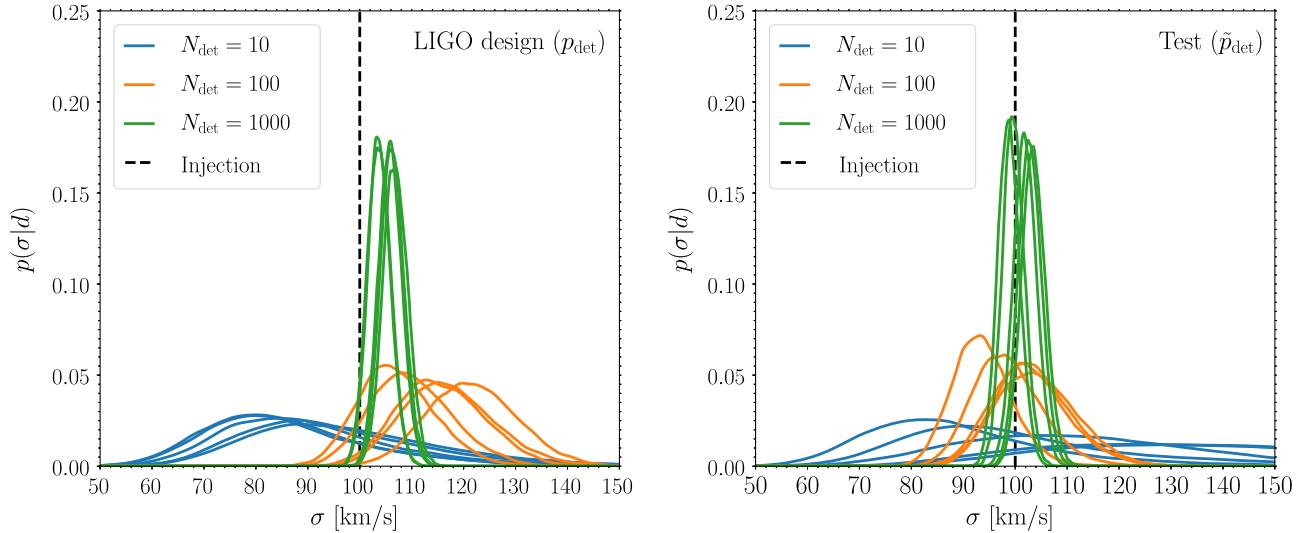 0.25
0.20
0.15
0.10
0.05
0.00
p(σ|d)
N_det = 10
N_det = 100
N_det = 1000
Injection
LIGO design (p_det)
50 60 70 80 90 100 110 120 130 140 150
σ [km/s]
0.25
0.20
0.15
0.10
0.05
0.00
p(σ|d)
N_det = 10
N_det = 100
N_det = 1000
Injection
Test (p̃_det)
50 60 70 80 90 100 110 120 130 140 150
σ [km/s]